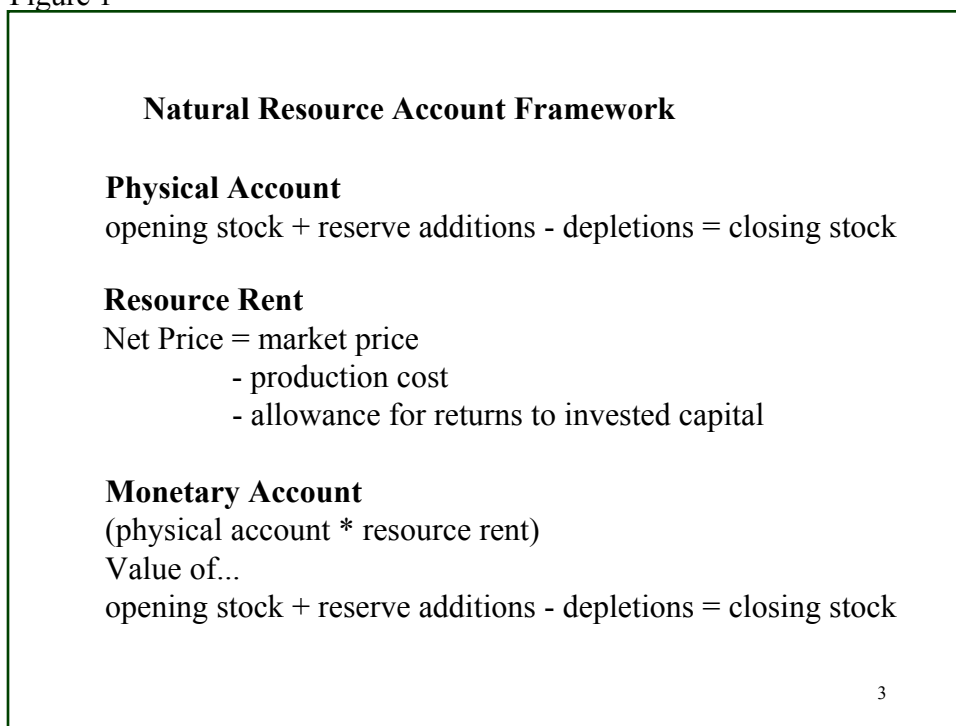 Figure 1
Natural Resource Account Framework
Physical Account
opening stock + reserve additions - depletions = closing stock
Resource Rent
Net Price = market price
- production cost
- allowance for returns to invested capital
Monetary Account
(physical account * resource rent)
Value of...
opening stock + reserve additions - depletions = closing stock
3